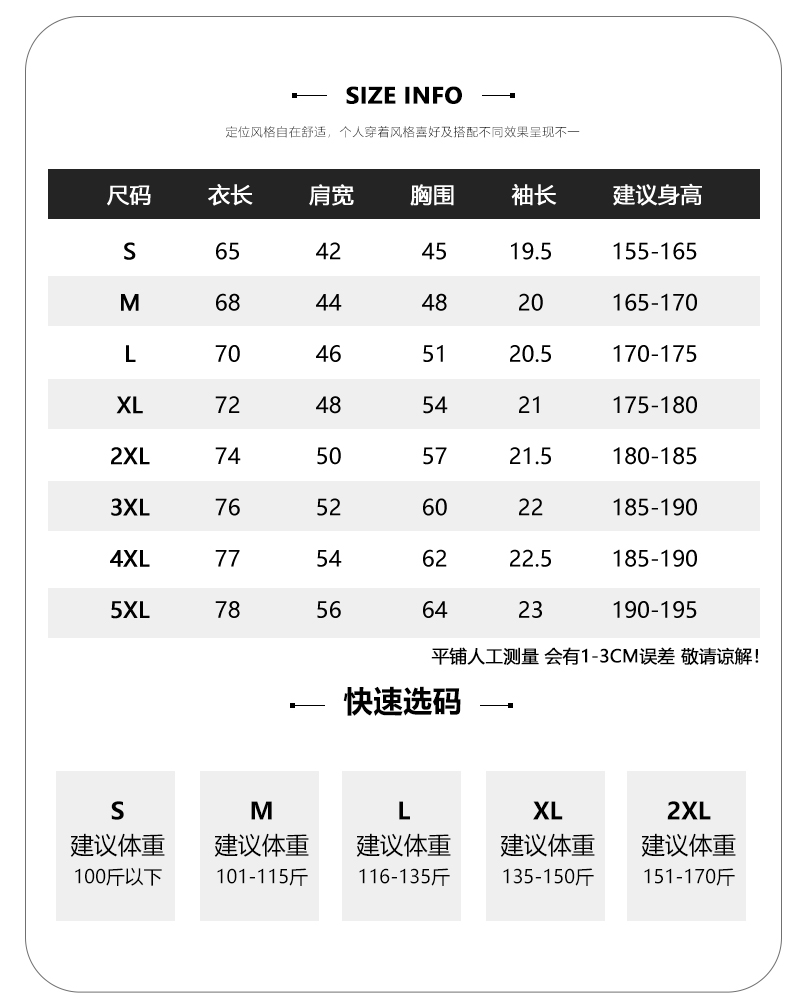 SIZE INFO
定位风格自在舒适，个人穿着风格喜好及搭配不同效果呈现不一
尺码 衣长 肩宽 胸围 袖长 建议身高
S 65 42 45 19.5 155-165
M 68 44 48 20 165-170
L 70 46 51 20.5 170-175
XL 72 48 54 21 175-180
2XL 74 50 57 21.5 180-185
3XL 76 52 60 22 185-190
4XL 77 54 62 22.5 185-190
5XL 78 56 64 23 190-195
平铺人工测量 会有1-3CM误差 敬请谅解！
快速选码
S M L XL 2XL
建议体重 建议体重 建议体重 建议体重 建议体重
100斤以下 101-115斤 116-135斤 135-150斤 151-170斤